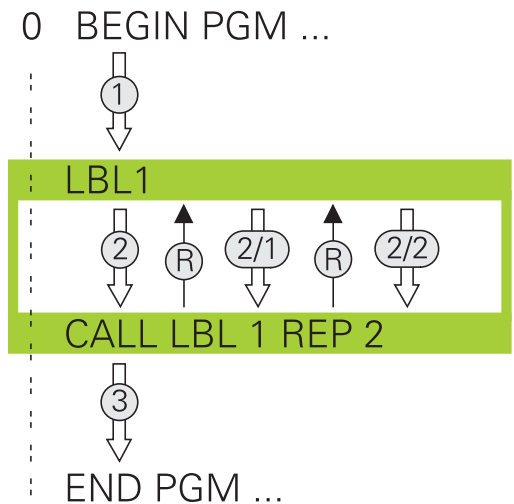 0 BEGIN PGM ...
1
LBL1
2 R 2/1 R 2/2
CALL LBL 1 REP 2
3
END PGM ...